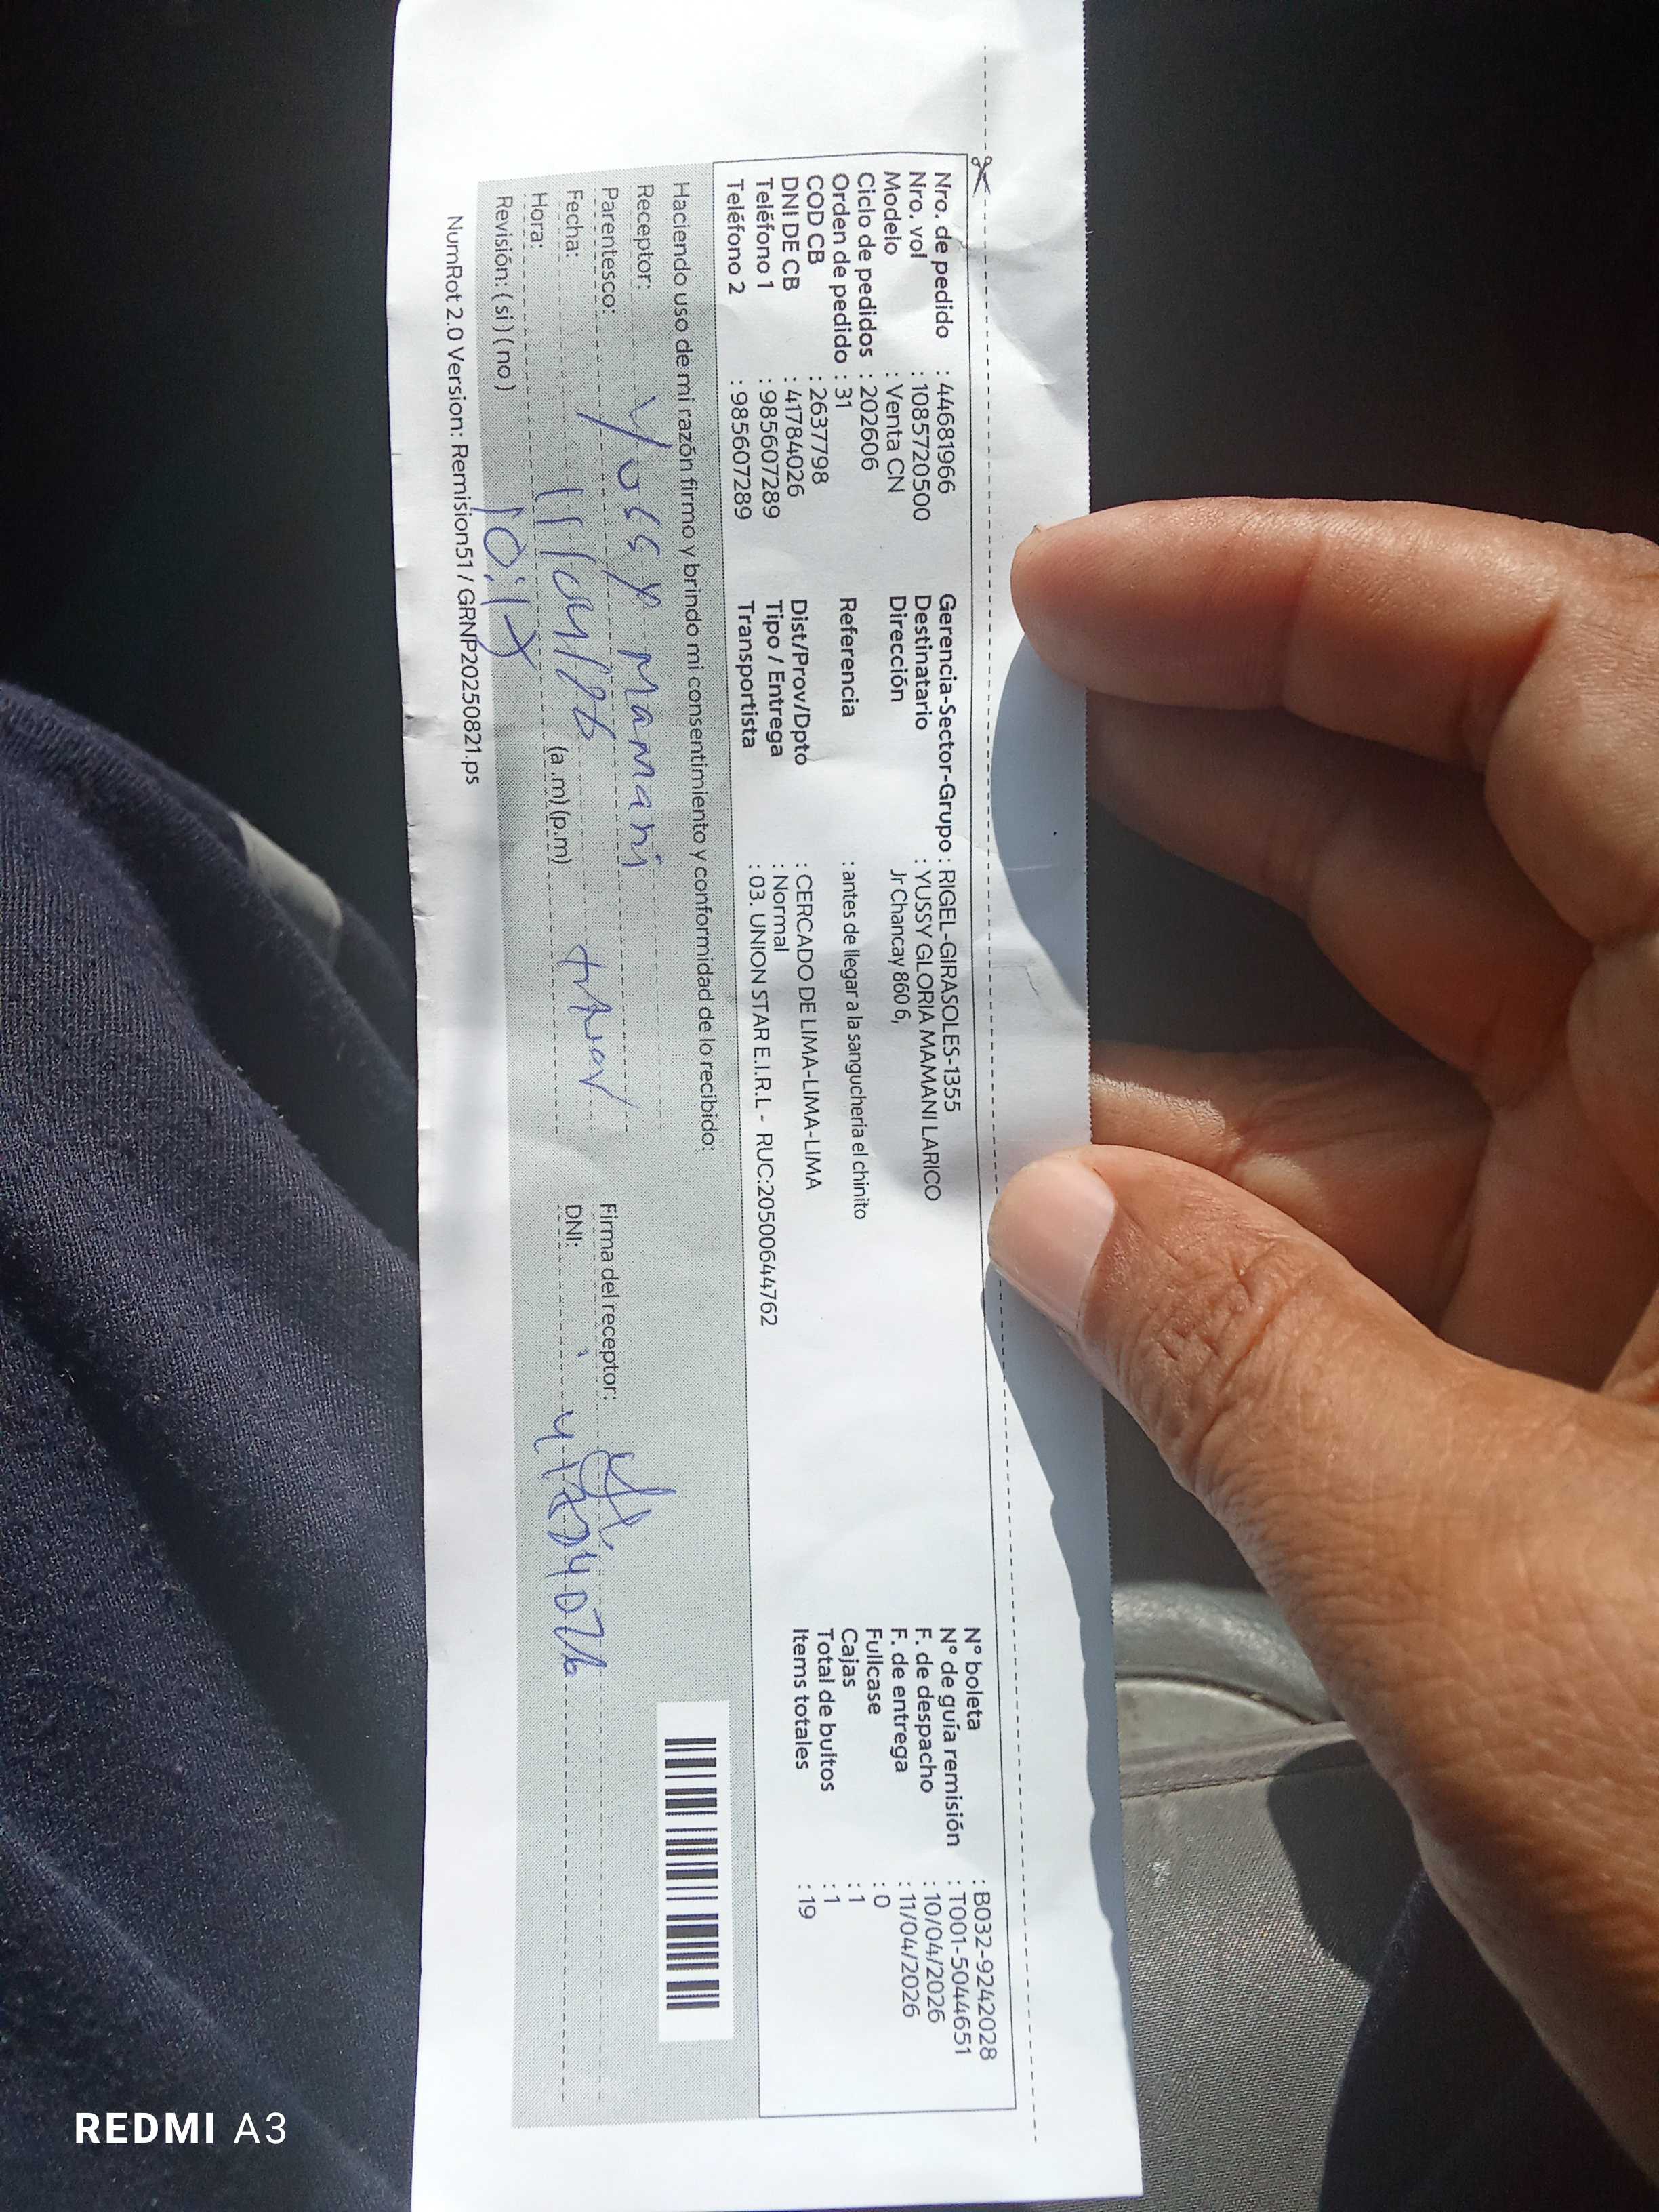 Nro. de pedido : 44681966
Nro. vol : 1085720500
Modelo : Venta CN
Ciclo de pedidos : 202606
Orden de pedido : 31
COD CB : 2637798
DNI DE CB : 41784026
Teléfono 1 : 985607289
Teléfono 2 : 985607289
Gerencia-Sector-Grupo : RIGEL-GIRASOLES-1355
Destinatario : YUSSY GLORIA MAMANI LARICO
Dirección Jr Chancay 860 6,
Referencia : antes de llegar a la sangucheria el chinito
Dist/Prov/Dpto : CERCADO DE LIMA-LIMA-LIMA
Tipo / Entrega : Normal
Transportista : 03. UNION STAR E.I.R.L - RUC:20500644762
N° boleta : B032-9242028
N° de guía remisión : T001-50444651
F. de despacho : 10/04/2026
F. de entrega : 11/04/2026
Fullcase : 0
Cajas : 1
Total de bultos : 1
Items totales : 19
Haciendo uso de mi razón firmo y brindo mi consentimiento y conformidad de lo recibido:
Receptor: Yussy Mamani
Parentesco: Firma del receptor:
Fecha: 11/04/26 DNI: 41784026
Hora: 10:17 (a .m) (p.m)
Revisión: ( si ) ( no )
NumRot 2.0 Version: Remision51 / GRNP20250821.ps
REDMI A3